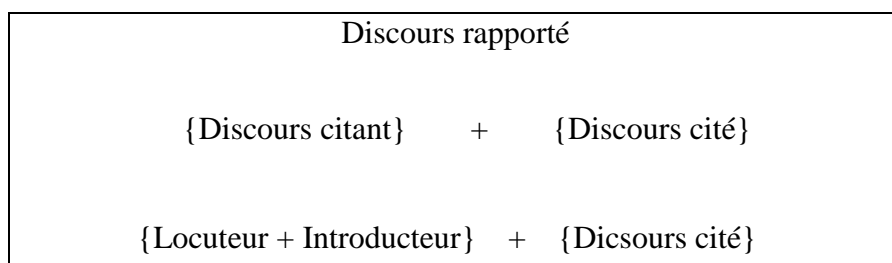 Discours rapporté
{Discours citant} + {Discours cité}
{Locuteur + Introducteur} + {Dicsours cité}